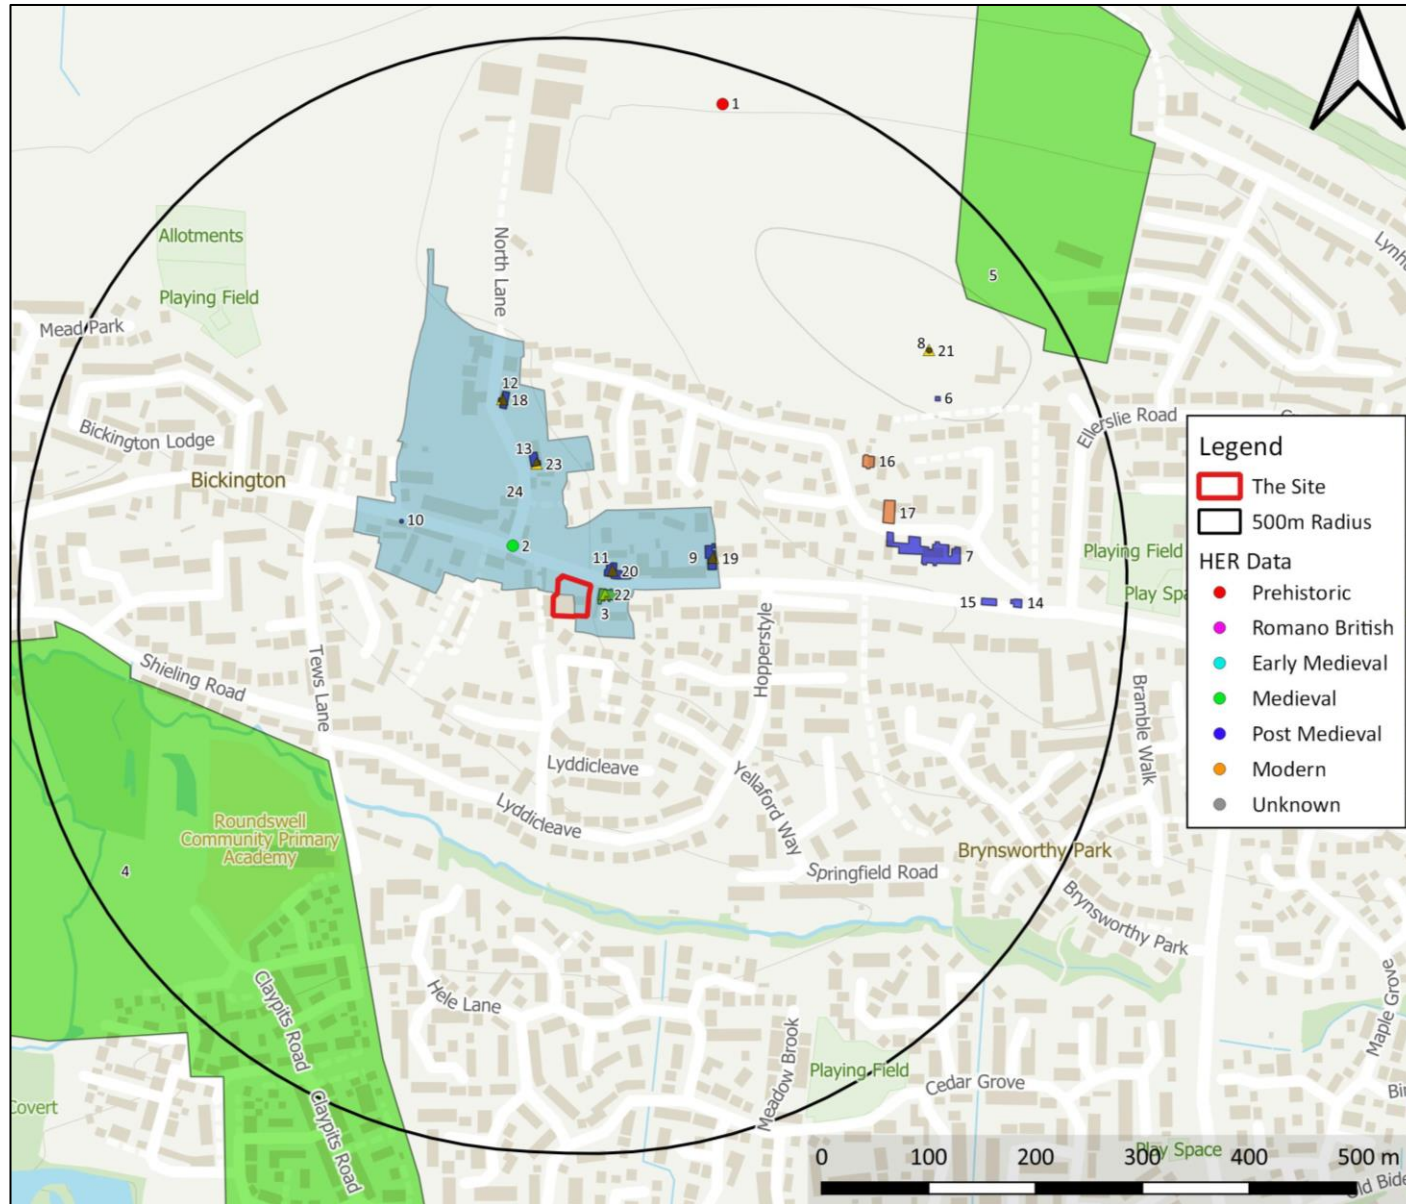 1
Allotments
North Lane
Playing Field
5
Mead Park
8
21
12
18
6
Bickington Lodge
Ellerslie Road
13
23
16
Bickington
24
10
17
2
11
20
9
19
7
Playing Field
22
3
15
14
Shieling Road
Tews Lane
Hopperstyle
Bramble Walk
Lyddicleave
Yellaford Way
Lyddicleave
Roundswell
Community Primary
Academy
4
Springfield Road
Brynsworthy Park
Brynsworthy Park
Claypits Road
Hele Lane
Maple Grove
Meadow Brook
Playing Field
Cedar Grove
Claypits Road
Covert
Play Space
Legend
The Site
500m Radius
HER Data
Prehistoric
Romano British
Early Medieval
Medieval
Post Medieval
Modern
Unknown
0 100 200 300 400 500 m